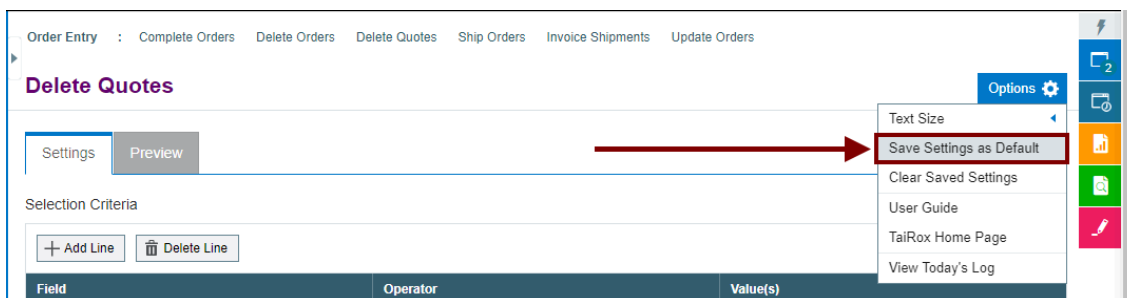 Order Entry : Complete Orders Delete Orders Delete Quotes Ship Orders Invoice Shipments Update Orders
2
Delete Quotes
Options
Text Size
Save Settings as Default
Settings Preview
Clear Saved Settings
Selection Criteria
User Guide
Add Line Delete Line
TaiRox Home Page
View Today's Log
Field Operator Value(s)